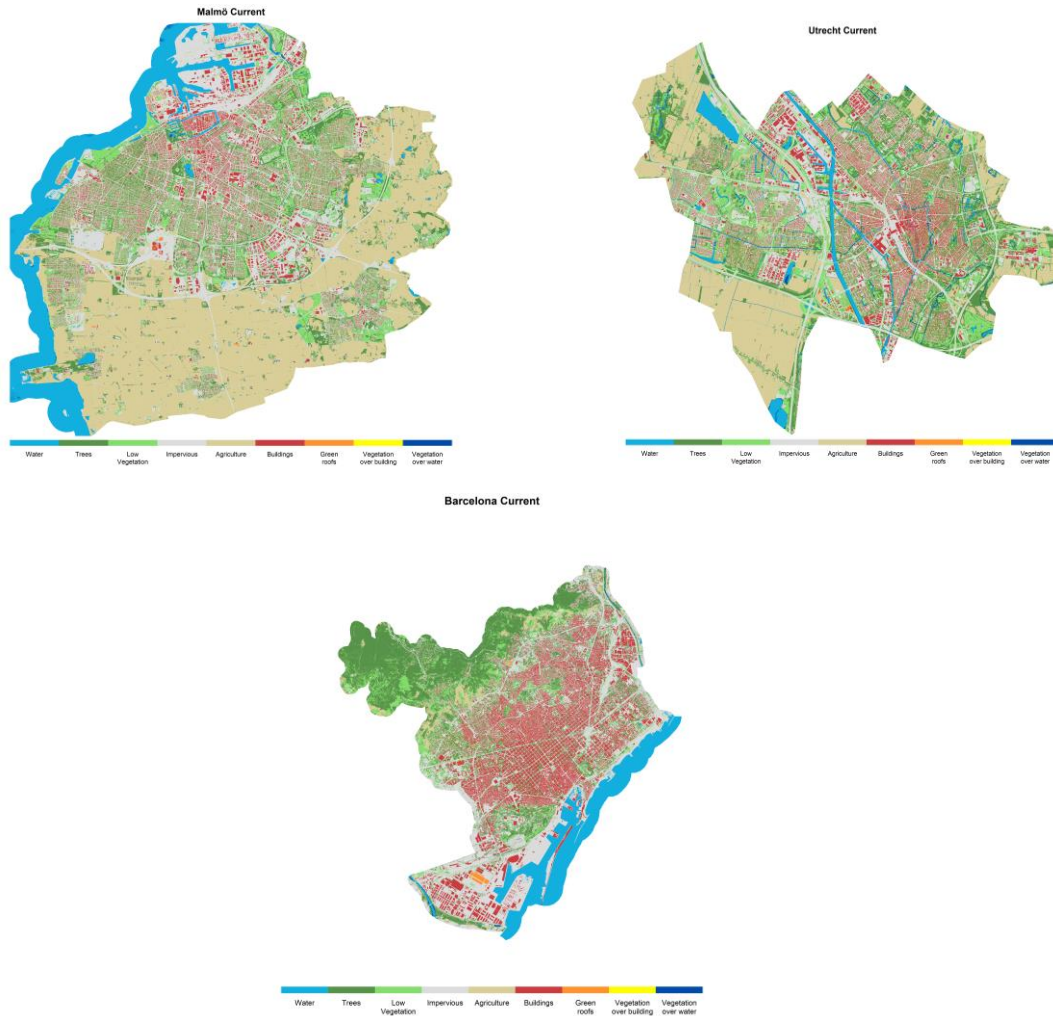 Malmö Current
Utrecht Current
Water Trees Low Vegetation Impervious Agriculture Buildings Green roofs Vegetation over building Vegetation over water
Water Trees Low Vegetation Impervious Agriculture Buildings Green roofs Vegetation over building Vegetation over water
Barcelona Current
Water Trees Low Vegetation Impervious Agriculture Buildings Green roofs Vegetation over building Vegetation over water